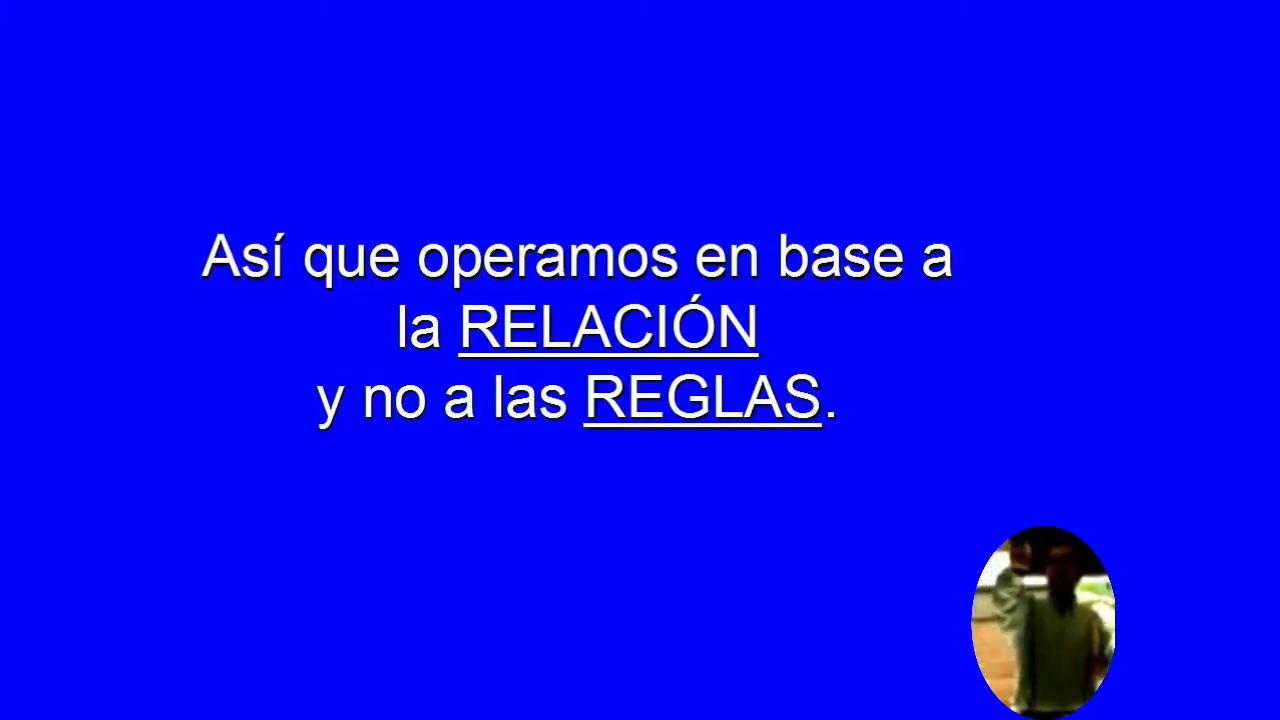 Así que operamos en base a
la RELACIÓN
y no a las REGLAS.